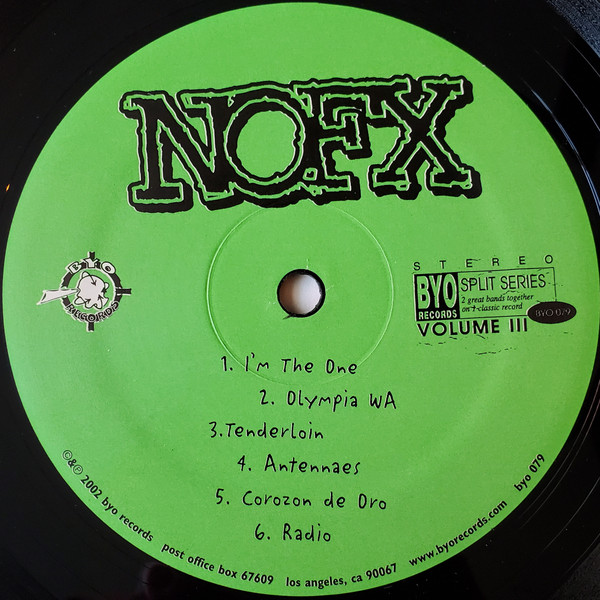 NOFX
STEREO
BYO RECORDS
BYO RECORDS
SPLIT SERIES
2 great bands together
on 1 classic record
VOLUME III
BYO 079
1. I'm The One
2. Olympia WA
3.Tenderloin
4. Antennaes
5. Corozon de Oro
6. Radio
©&℗ 2002 byo records post office box 67609 los angeles, ca 90067 www.byorecords.com byo 079